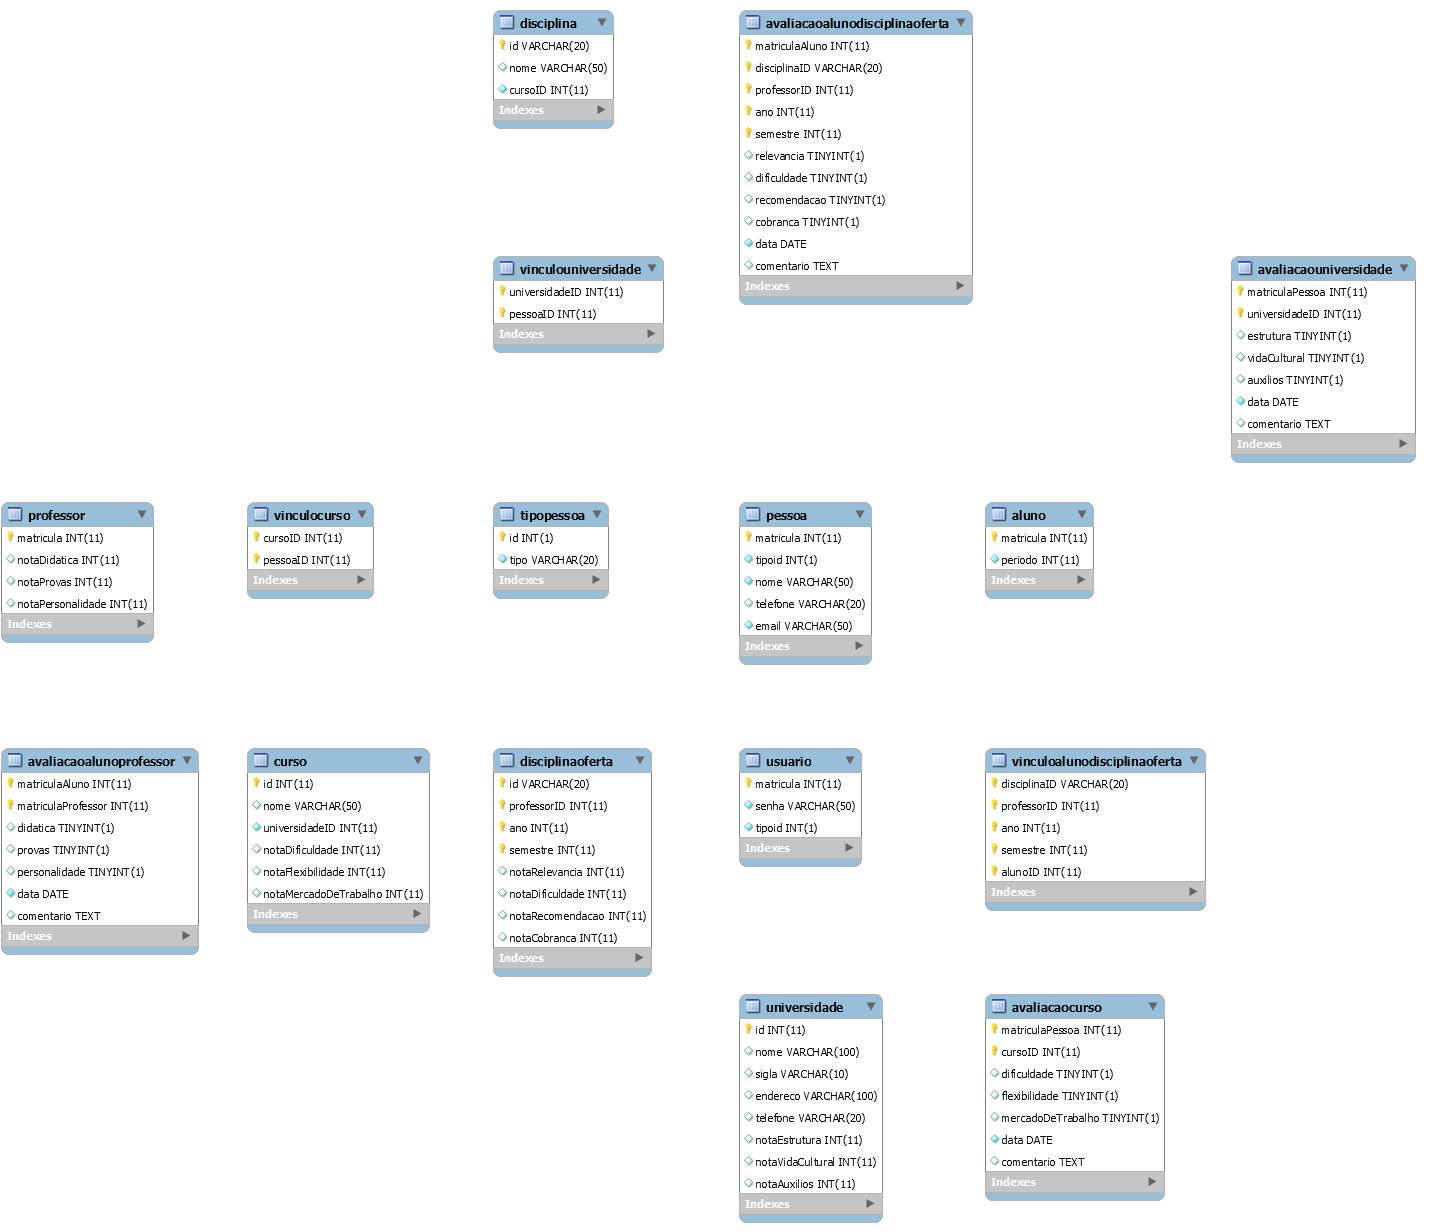 disciplina
id VARCHAR(20)
nome VARCHAR(50)
cursoID INT(11)
Indexes
avaliacaoalunodisciplinaoferta
matriculaAluno INT(11)
disciplinaID VARCHAR(20)
professorID INT(11)
ano INT(11)
semestre INT(11)
relevancia TINYINT(1)
dificuldade TINYINT(1)
recomendacao TINYINT(1)
cobranca TINYINT(1)
data DATE
comentario TEXT
Indexes
vinculouniversidade
universidadeID INT(11)
pessoaID INT(11)
Indexes
avaliacaouniversidade
matriculaPessoa INT(11)
universidadeID INT(11)
estrutura TINYINT(1)
vidaCultural TINYINT(1)
auxilios TINYINT(1)
data DATE
comentario TEXT
Indexes
professor
matricula INT(11)
notaDidatica INT(11)
notaProvas INT(11)
notaPersonalidade INT(11)
Indexes
vinculocurso
cursoID INT(11)
pessoaID INT(11)
Indexes
tipopessoa
id INT(1)
tipo VARCHAR(20)
Indexes
pessoa
matricula INT(11)
tipoid INT(1)
nome VARCHAR(50)
telefone VARCHAR(20)
email VARCHAR(50)
Indexes
aluno
matricula INT(11)
periodo INT(11)
Indexes
avaliacaoalunoprofessor
matriculaAluno INT(11)
matriculaProfessor INT(11)
didatica TINYINT(1)
provas TINYINT(1)
personalidade TINYINT(1)
data DATE
comentario TEXT
Indexes
curso
id INT(11)
nome VARCHAR(50)
universidadeID INT(11)
notaDificuldade INT(11)
notaFlexibilidade INT(11)
notaMercadoDeTrabalho INT(11)
Indexes
disciplinaoferta
id VARCHAR(20)
professorID INT(11)
ano INT(11)
semestre INT(11)
notaRelevancia INT(11)
notaDificuldade INT(11)
notaRecomendacao INT(11)
notaCobranca INT(11)
Indexes
usuario
matricula INT(11)
senha VARCHAR(50)
tipoid INT(1)
Indexes
vinculoalunodisciplinaoferta
disciplinaID VARCHAR(20)
professorID INT(11)
ano INT(11)
semestre INT(11)
alunoID INT(11)
Indexes
universidade
id INT(11)
nome VARCHAR(100)
sigla VARCHAR(10)
endereco VARCHAR(100)
telefone VARCHAR(20)
notaEstrutura INT(11)
notaVidaCultural INT(11)
notaAuxilios INT(11)
Indexes
avaliacaocurso
matriculaPessoa INT(11)
cursoID INT(11)
dificuldade TINYINT(1)
flexibilidade TINYINT(1)
mercadoDeTrabalho TINYINT(1)
data DATE
comentario TEXT
Indexes